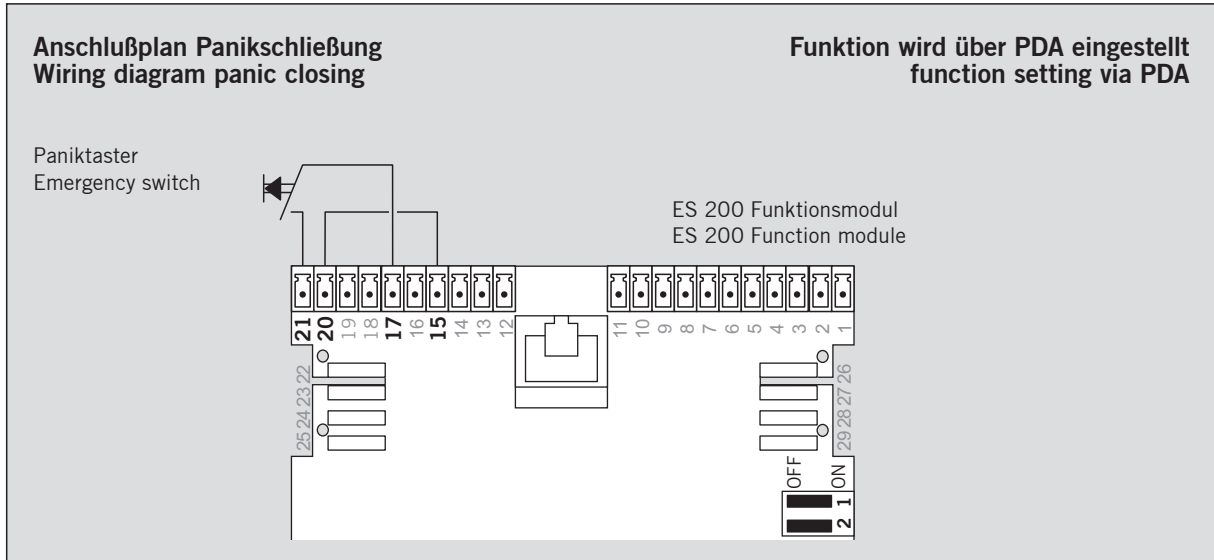 Anschlußplan Panikschließung
Wiring diagram panic closing
Funktion wird über PDA eingestellt
function setting via PDA
Paniktaster
Emergency switch
ES 200 Funktionsmodul
ES 200 Function module
21 20 19 18 17 16 15 14 13 12
11 10 9 8 7 6 5 4 3 2 1
25 24 23 22
29 28 27 26
OFF ON
1
2